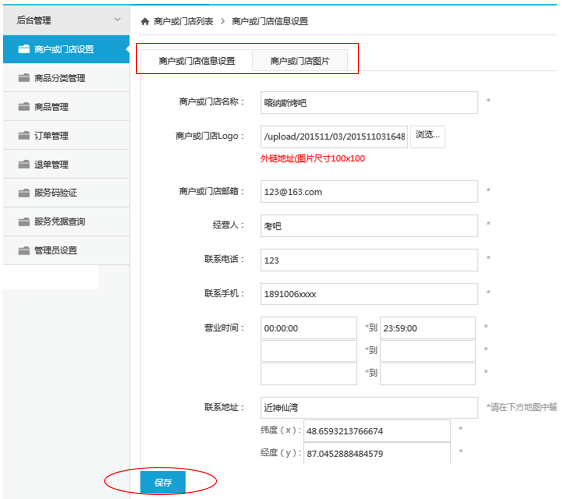 后台管理
商户或门店设置
商品分类管理
商品管理
订单管理
退单管理
服务码验证
服务凭据查询
管理员设置
商户或门店列表 > 商户或门店信息设置
商户或门店信息设置 商户或门店图片
商户或门店名称： 喀纳斯烤吧 *
商户或门店Logo： /upload/201511/03/201511031648 浏览...
外链地址(图片尺寸100x100
商户或门店邮箱： 123@163.com *
经营人： 考吧 *
联系电话： 123 *
联系手机： 1891006xxxx *
营业时间： 00:00:00 *到 23:59:00 *
*到 *
*到 *
联系地址： 近神仙湾 *请在下方地图中输
纬度（x）: 48.6593213766674 *
经度（y）: 87.0452888484579 *
保存